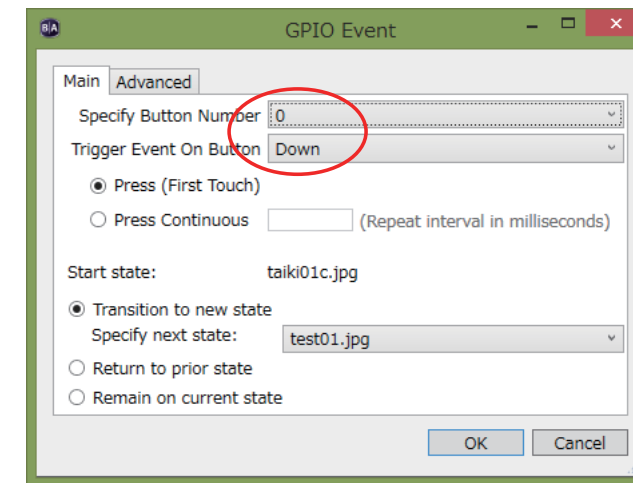 BA GPIO Event
Main Advanced
Specify Button Number 0
Trigger Event On Button Down
Press (First Touch)
Press Continuous (Repeat interval in milliseconds)
Start state: taiki01c.jpg
Transition to new state
Specify next state: test01.jpg
Return to prior state
Remain on current state
OK Cancel